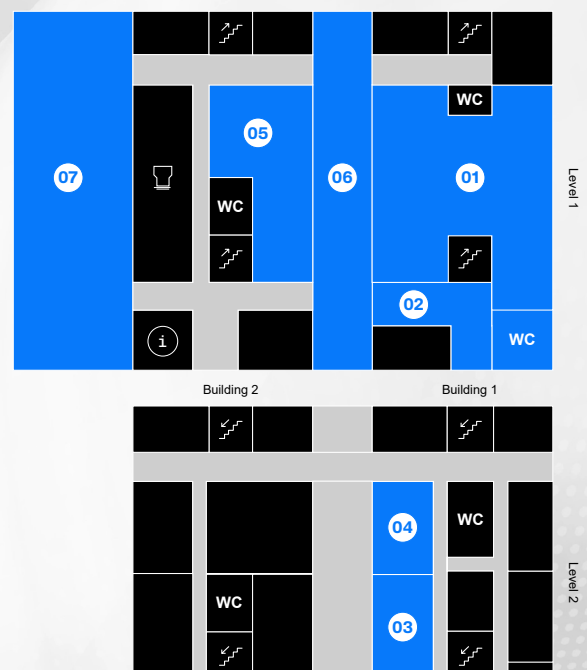 WC
05
07
06
01
Level 1
WC
02
i
WC
Building 2
Building 1
04
WC
Level 2
WC
03